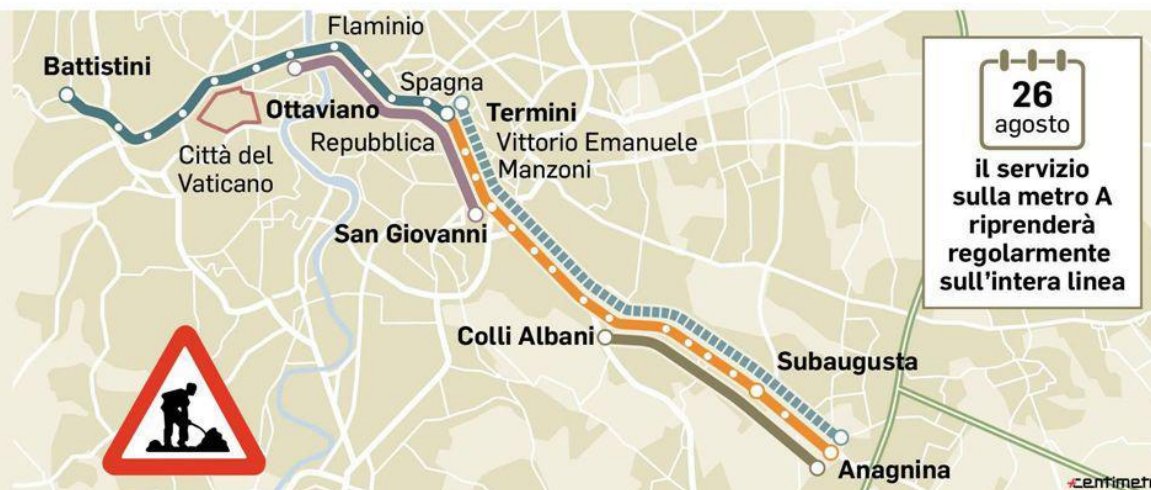 Flaminio
Battistini
Spagna
Ottaviano
Termini
Repubblica
Vittorio Emanuele
Manzoni
Città del
Vaticano
San Giovanni
Colli Albani
Subaugusta
Anagnina
26
agosto
il servizio
sulla metro A
riprenderà
regolarmente
sull'intera linea
centimetri